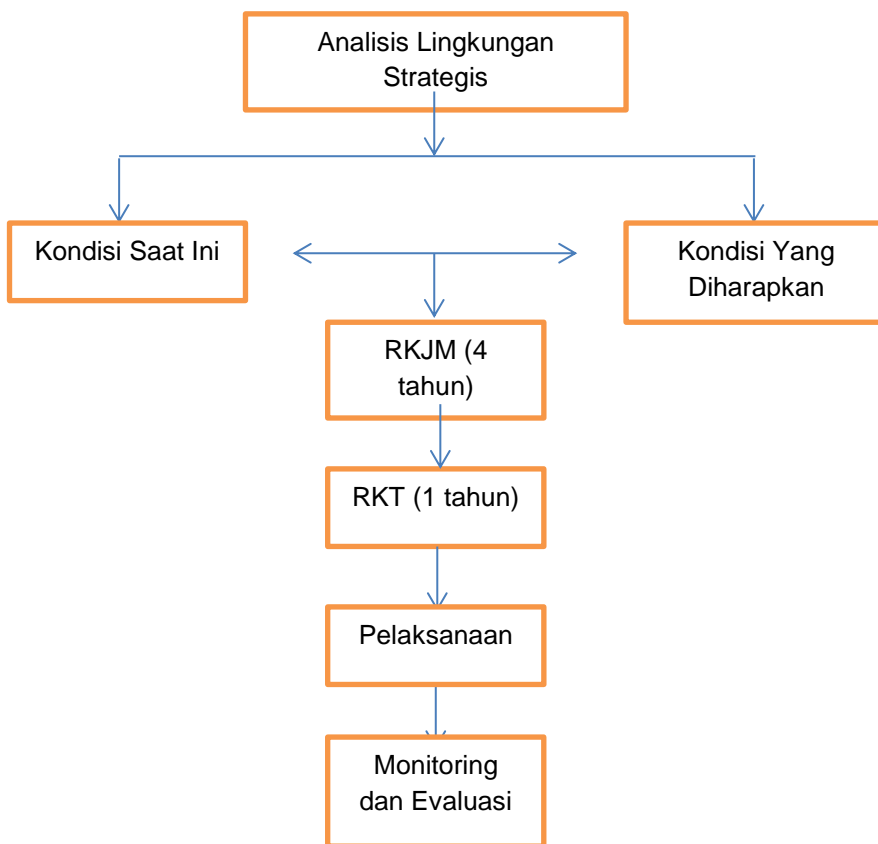 Analisis Lingkungan
Strategis
Kondisi Saat Ini
Kondisi Yang
Diharapkan
RKJM (4
tahun)
RKT (1 tahun)
Pelaksanaan
Monitoring
dan Evaluasi